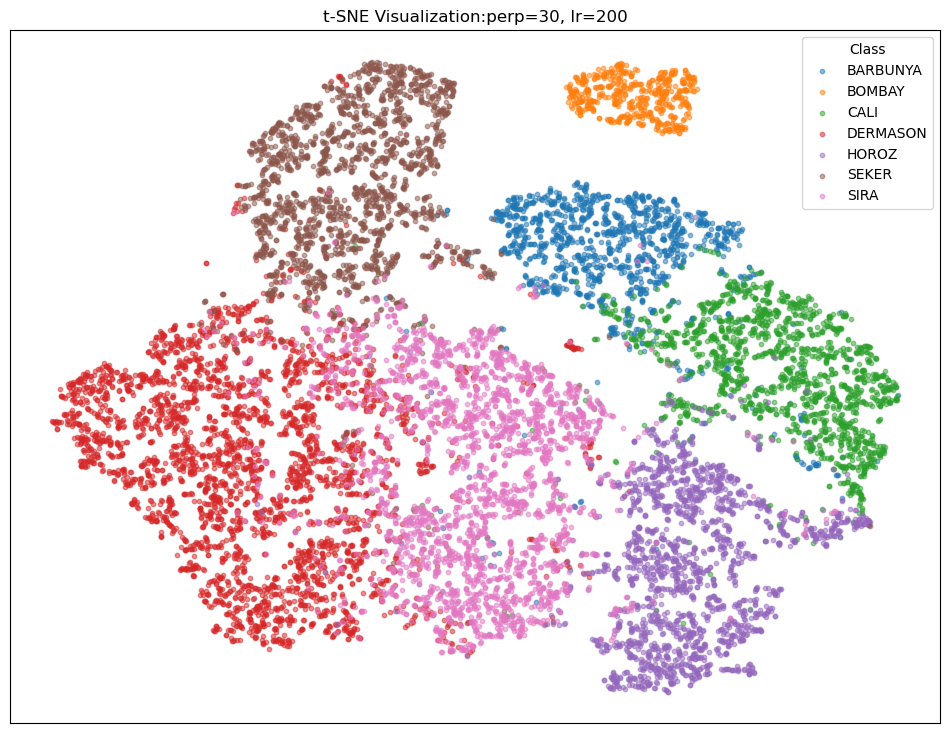 t-SNE Visualization:perp=30, lr=200
Class
BARBUNYA
BOMBAY
CALI
DERMASON
HOROZ
SEKER
SIRA